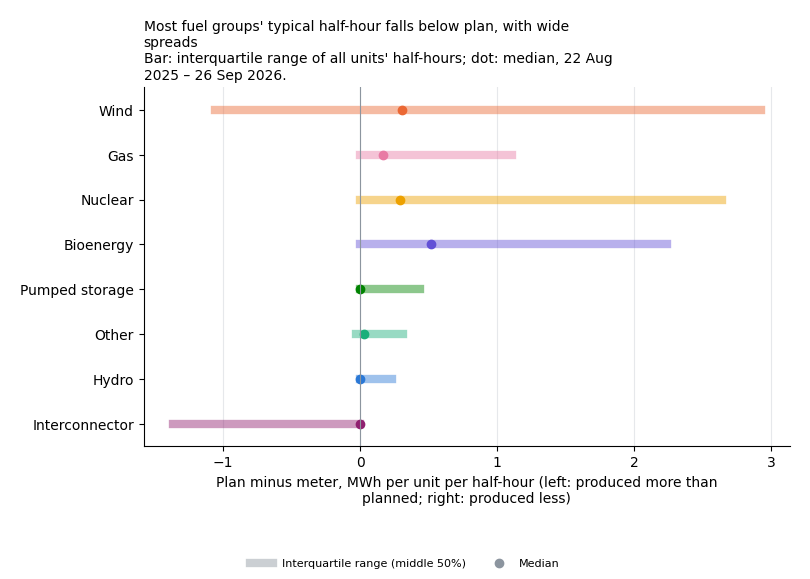 Most fuel groups' typical half-hour falls below plan, with wide
spreads
Bar: interquartile range of all units' half-hours; dot: median, 22 Aug
2025 – 26 Sep 2026.
Wind
Gas
Nuclear
Bioenergy
Pumped storage
Other
Hydro
Interconnector
−1 0 1 2 3
Plan minus meter, MWh per unit per half-hour (left: produced more than
planned; right: produced less)
Interquartile range (middle 50%) Median